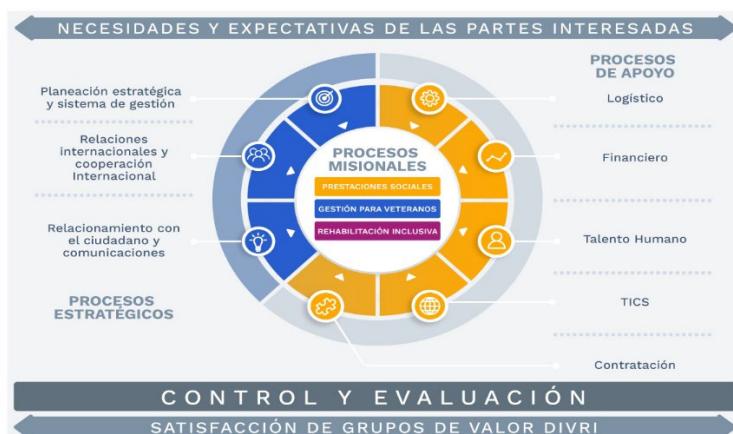 NECESIDADES Y EXPECTATIVAS DE LAS PARTES INTERESADAS
Planeación estratégica
y sistema de gestión
Relaciones
internacionales y
cooperación
Internacional
Relacionamiento con
el ciudadano y
comunicaciones
PROCESOS
ESTRATÉGICOS
PROCESOS
MISIONALES
PRESTACIONES SOCIALES
GESTIÓN PARA VETERANOS
REHABILITACIÓN INCLUSIVA
PROCESOS
DE APOYO
Logístico
Financiero
Talento Humano
TICS
Contratación
CONTROL Y EVALUACIÓN
SATISFACCIÓN DE GRUPOS DE VALOR DIVRI